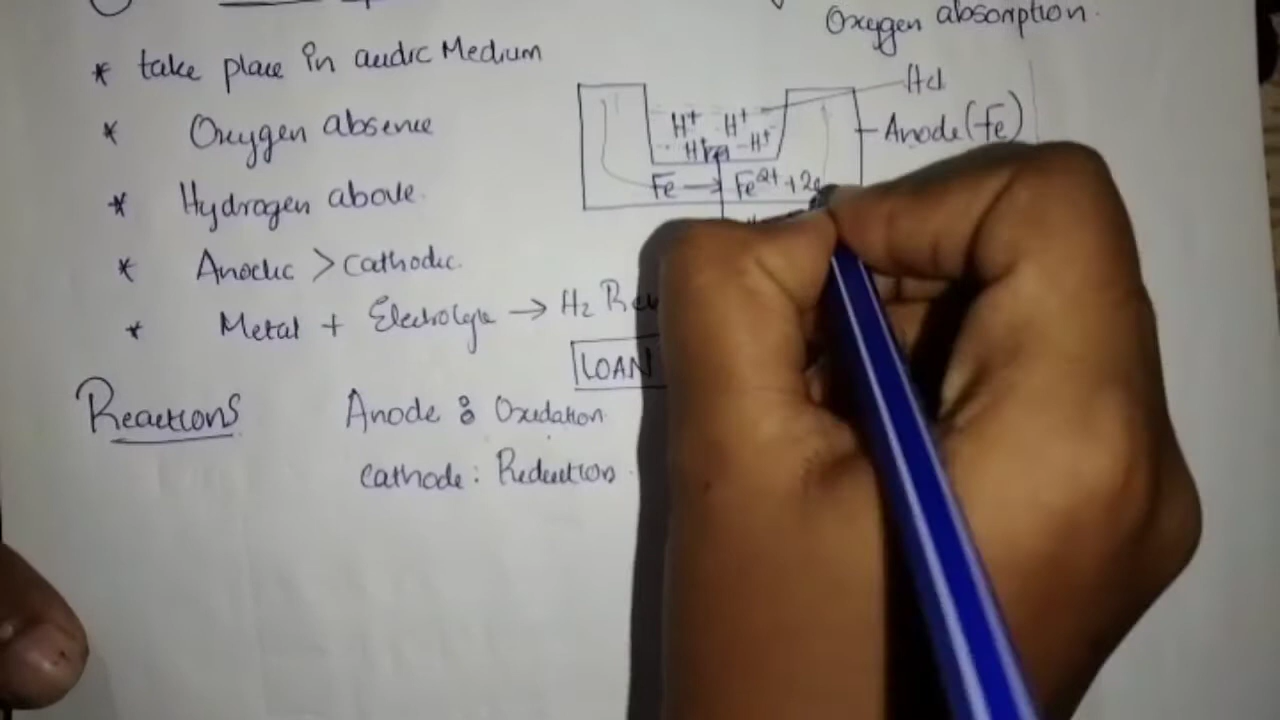 Oxygen absorption.
* take place in acidic Medium
* Oxygen absence
* Hydrogen above.
* Anodic > cathodic.
* Metal + Electrolyte → H2
Hcl
H+ H+
H+ H+
Anode (Fe)
Fe → Fe2+ + 2e
LOAN
Reactions
Anode : Oxidation
Cathode : Reduction.